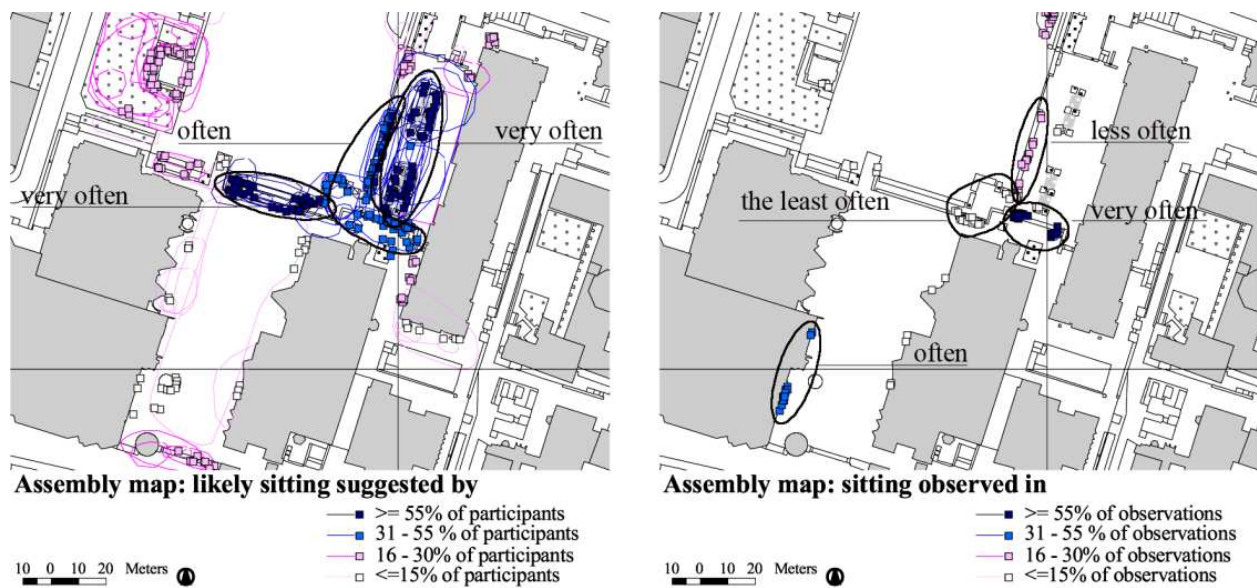 often
very often
very often
Assembly map: likely sitting suggested by
>= 55% of participants
31 - 55 % of participants
16 - 30% of participants
<=15% of participants
10 0 10 20 Meters
less often
the least often
very often
often
Assembly map: sitting observed in
>= 55% of observations
31 - 55% of observations
16 - 30% of observations
<=15% of observations
10 0 10 20 Meters